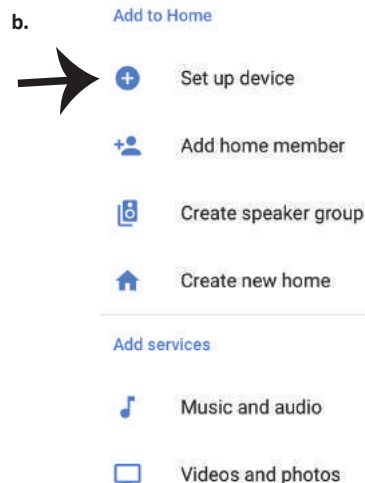 b.
Add to Home
Set up device
Add home member
Create speaker group
Create new home
Add services
Music and audio
Videos and photos